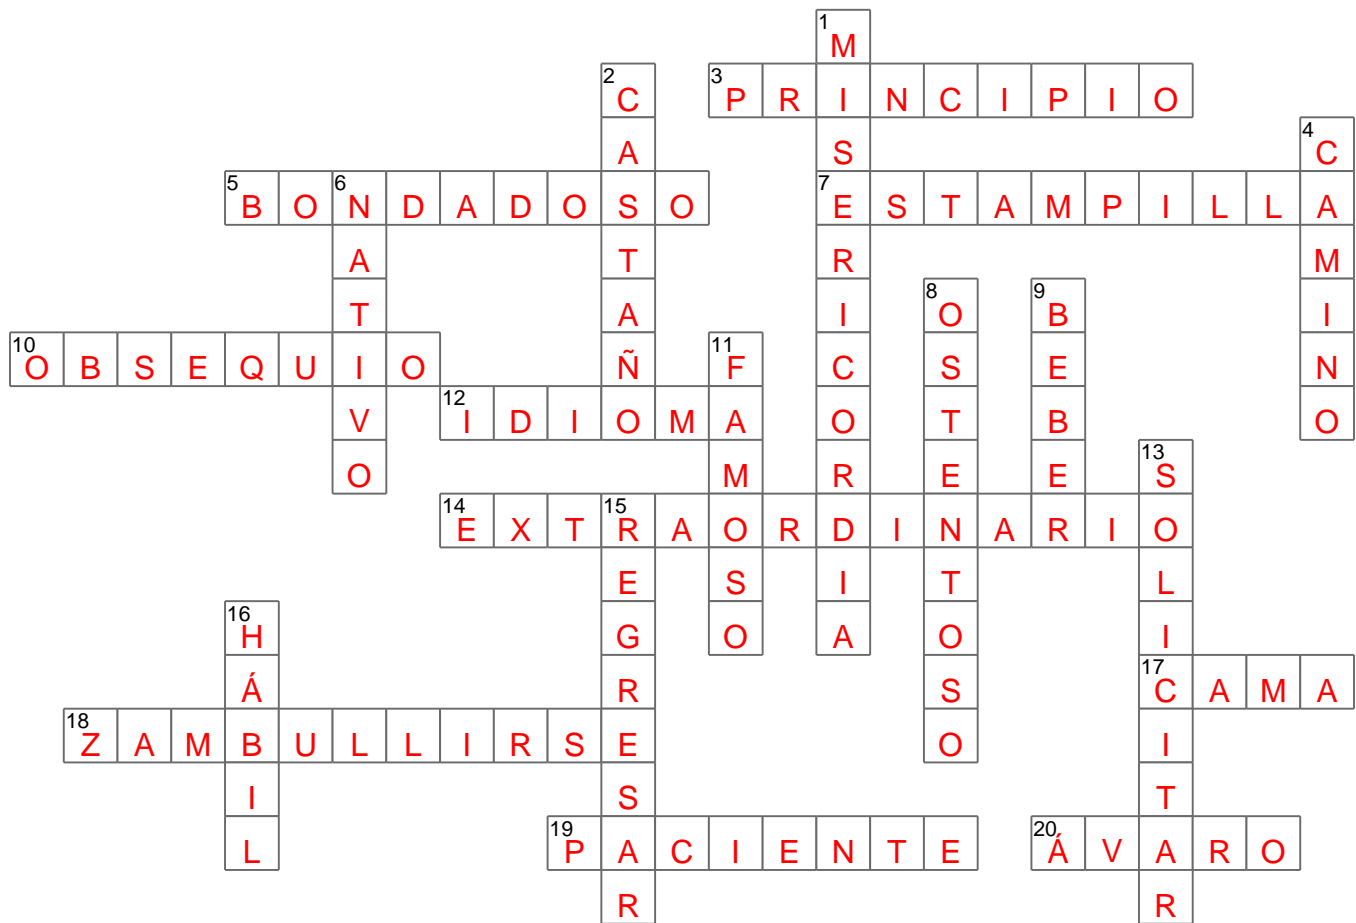 1 MISERICORDIA
2 CASTAÑO
3 PRINCIPIO
4 CAMINO
5 BONDADOSO
6 NATIVO
7 ESTAMPILLA
8 OSTENTOSO
9 BEBER
10 OBSEQUIO
11 FAMOSO
12 IDIOMA
13 SOLICITAR
14 EXTRAORDINARIO
15 REGRESAR
16 HÁBIL
17 CAMA
18 ZAMBULLIRSE
19 PACIENTE
20 ÁVARO